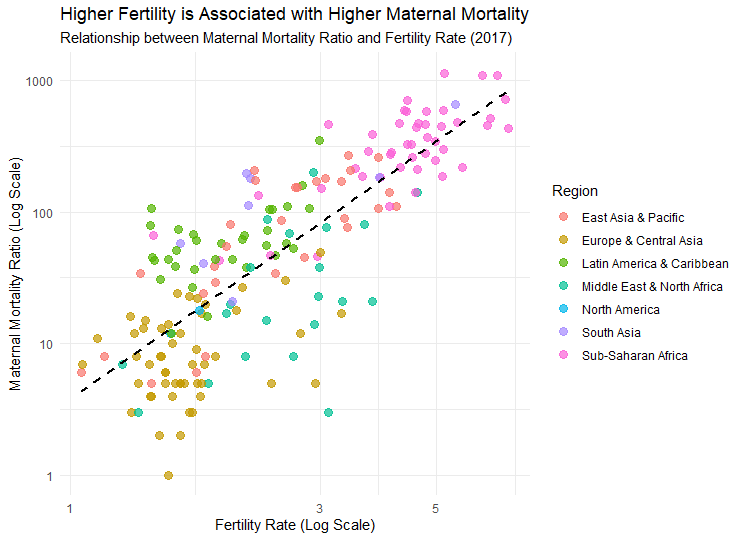 Higher Fertility is Associated with Higher Maternal Mortality
Relationship between Maternal Mortality Ratio and Fertility Rate (2017)
Maternal Mortality Ratio (Log Scale)
1000
100
10
1
1
3
5
Fertility Rate (Log Scale)
Region
East Asia & Pacific
Europe & Central Asia
Latin America & Caribbean
Middle East & North Africa
North America
South Asia
Sub-Saharan Africa